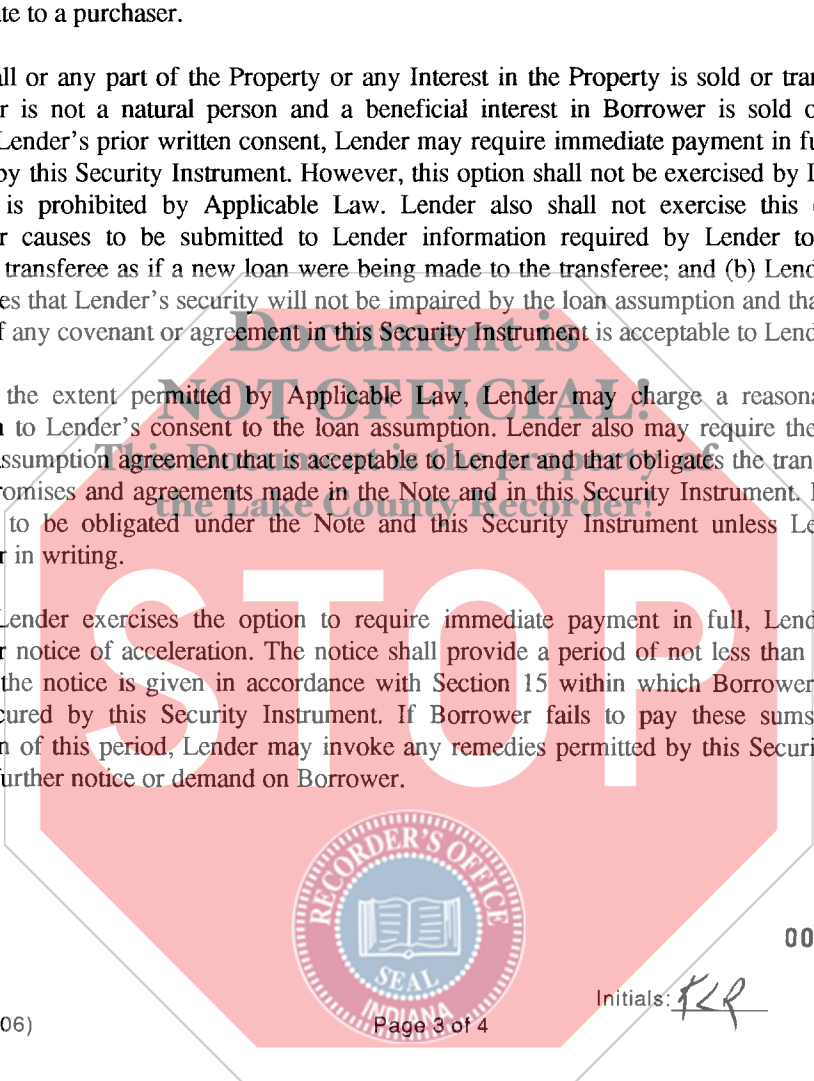 te to a purchaser.
all or any part of the Property or any Interest in the Property is sold or tran
r is not a natural person and a beneficial interest in Borrower is sold o
Lender's prior written consent, Lender may require immediate payment in fu
by this Security Instrument. However, this option shall not be exercised by L
is prohibited by Applicable Law. Lender also shall not exercise this
r causes to be submitted to Lender information required by Lender to
transferee as if a new loan were being made to the transferee; and (b) Lend
es that Lender's security will not be impaired by the loan assumption and tha
f any covenant or agreement in this Security Instrument is acceptable to Lend
Document is
the extent permitted by Applicable Law, Lender may charge a reasona
NOT OFFICIAL!
n to Lender's consent to the loan assumption. Lender also may require the
This Document is the property of
assumption agreement that is acceptable to Lender and that obligates the tran
romises and agreements made in the Note and in this Security Instrument.
the Lake County Recorder!
to be obligated under the Note and this Security Instrument unless Le
r in writing.
STOP
Lender exercises the option to require immediate payment in full, Lend
r notice of acceleration. The notice shall provide a period of not less than
the notice is given in accordance with Section 15 within which Borrower
cured by this Security Instrument. If Borrower fails to pay these sums
n of this period, Lender may invoke any remedies permitted by this Securi
further notice or demand on Borrower.
RECORDER'S OFFICE
SEAL
INDIANA
00
Initials: KLR
06)
Page 3 of 4